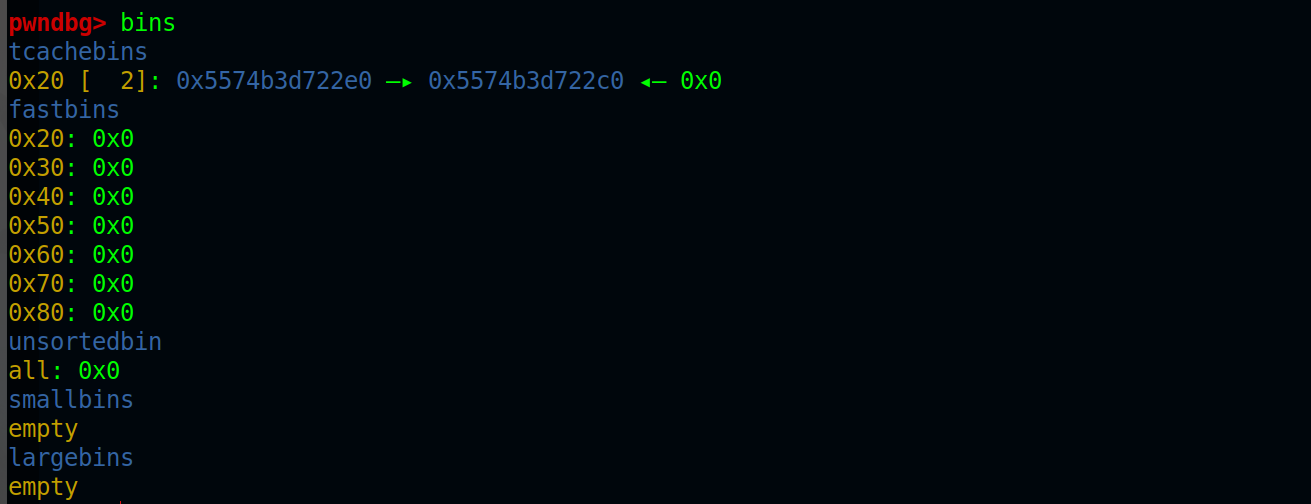 pwndbg> bins
tcachebins
0x20 [  2]: 0x5574b3d722e0 —▸ 0x5574b3d722c0 ◂— 0x0
fastbins
0x20: 0x0
0x30: 0x0
0x40: 0x0
0x50: 0x0
0x60: 0x0
0x70: 0x0
0x80: 0x0
unsortedbin
all: 0x0
smallbins
empty
largebins
empty